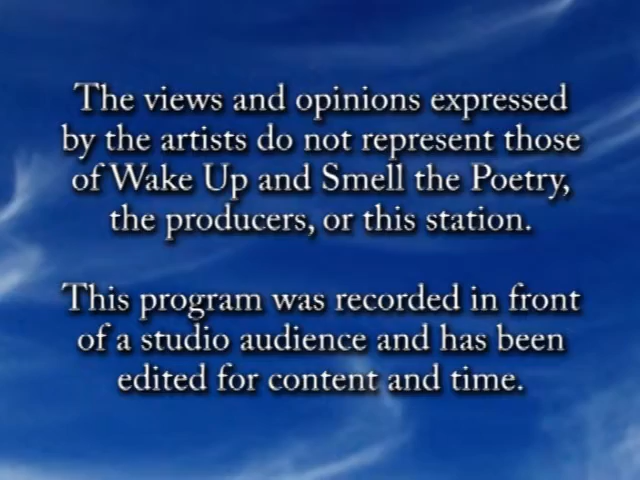 The views and opinions expressed
by the artists do not represent those
of Wake Up and Smell the Poetry,
the producers, or this station.
This program was recorded in front
of a studio audience and has been
edited for content and time.